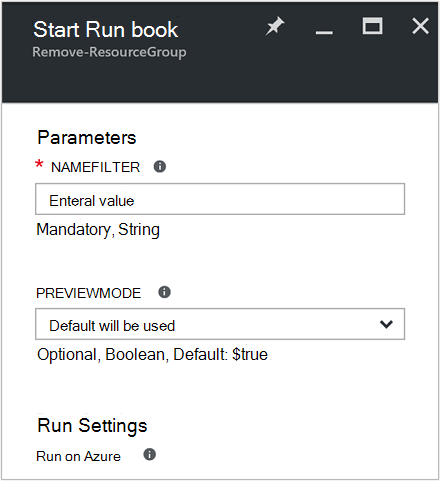 Start Run book
Remove-ResourceGroup
Parameters
* NAMEFILTER
Enteral value
Mandatory, String
PREVIEWMODE
Default will be used
Optional, Boolean, Default: $true
Run Settings
Run on Azure